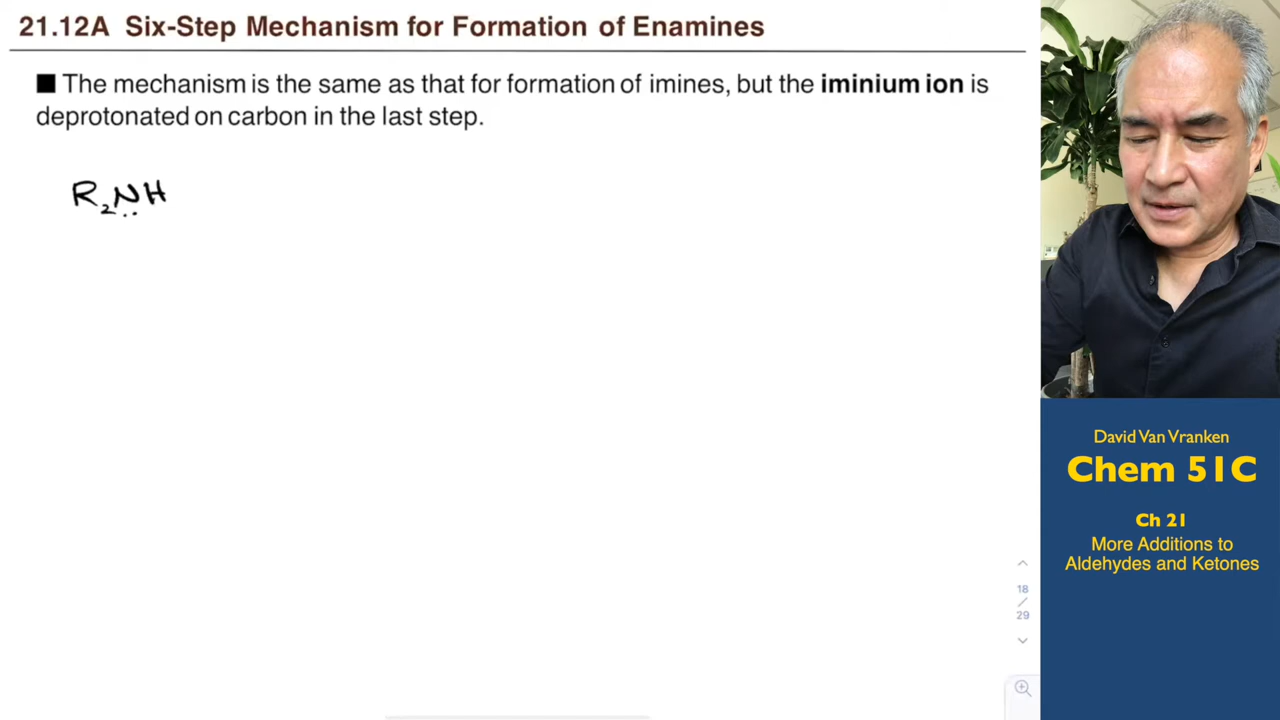 21.12A Six-Step Mechanism for Formation of Enamines
■ The mechanism is the same as that for formation of imines, but the iminium ion is
deprotonated on carbon in the last step.
R₂NH
David Van Vranken
Chem 51C
Ch 21
More Additions to
Aldehydes and Ketones
18
/
29